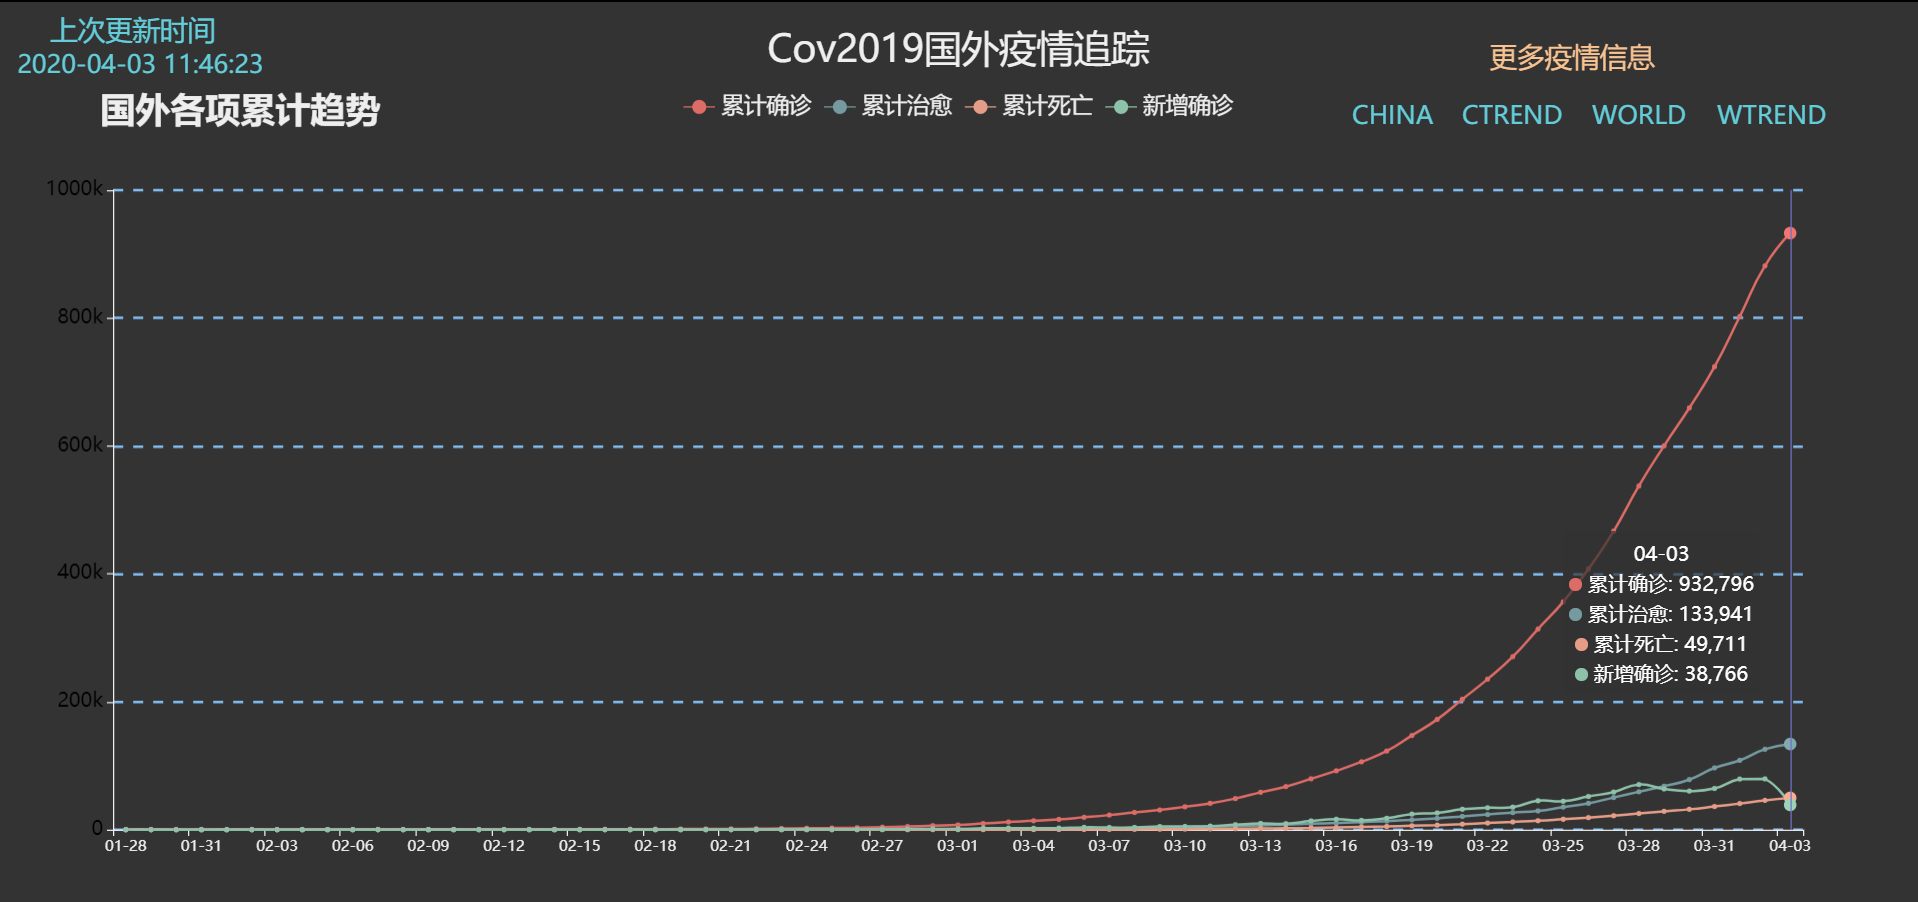 上次更新时间
2020-04-03 11:46:23
Cov2019国外疫情追踪
更多疫情信息
国外各项累计趋势
累计确诊 累计治愈 累计死亡 新增确诊
CHINA CTREND WORLD WTREND
1000k
800k
600k
400k
200k
0
04-03
累计确诊: 932,796
累计治愈: 133,941
累计死亡: 49,711
新增确诊: 38,766
01-28 01-31 02-03 02-06 02-09 02-12 02-15 02-18 02-21 02-24 02-27 03-01 03-04 03-07 03-10 03-13 03-16 03-19 03-22 03-25 03-28 03-31 04-03